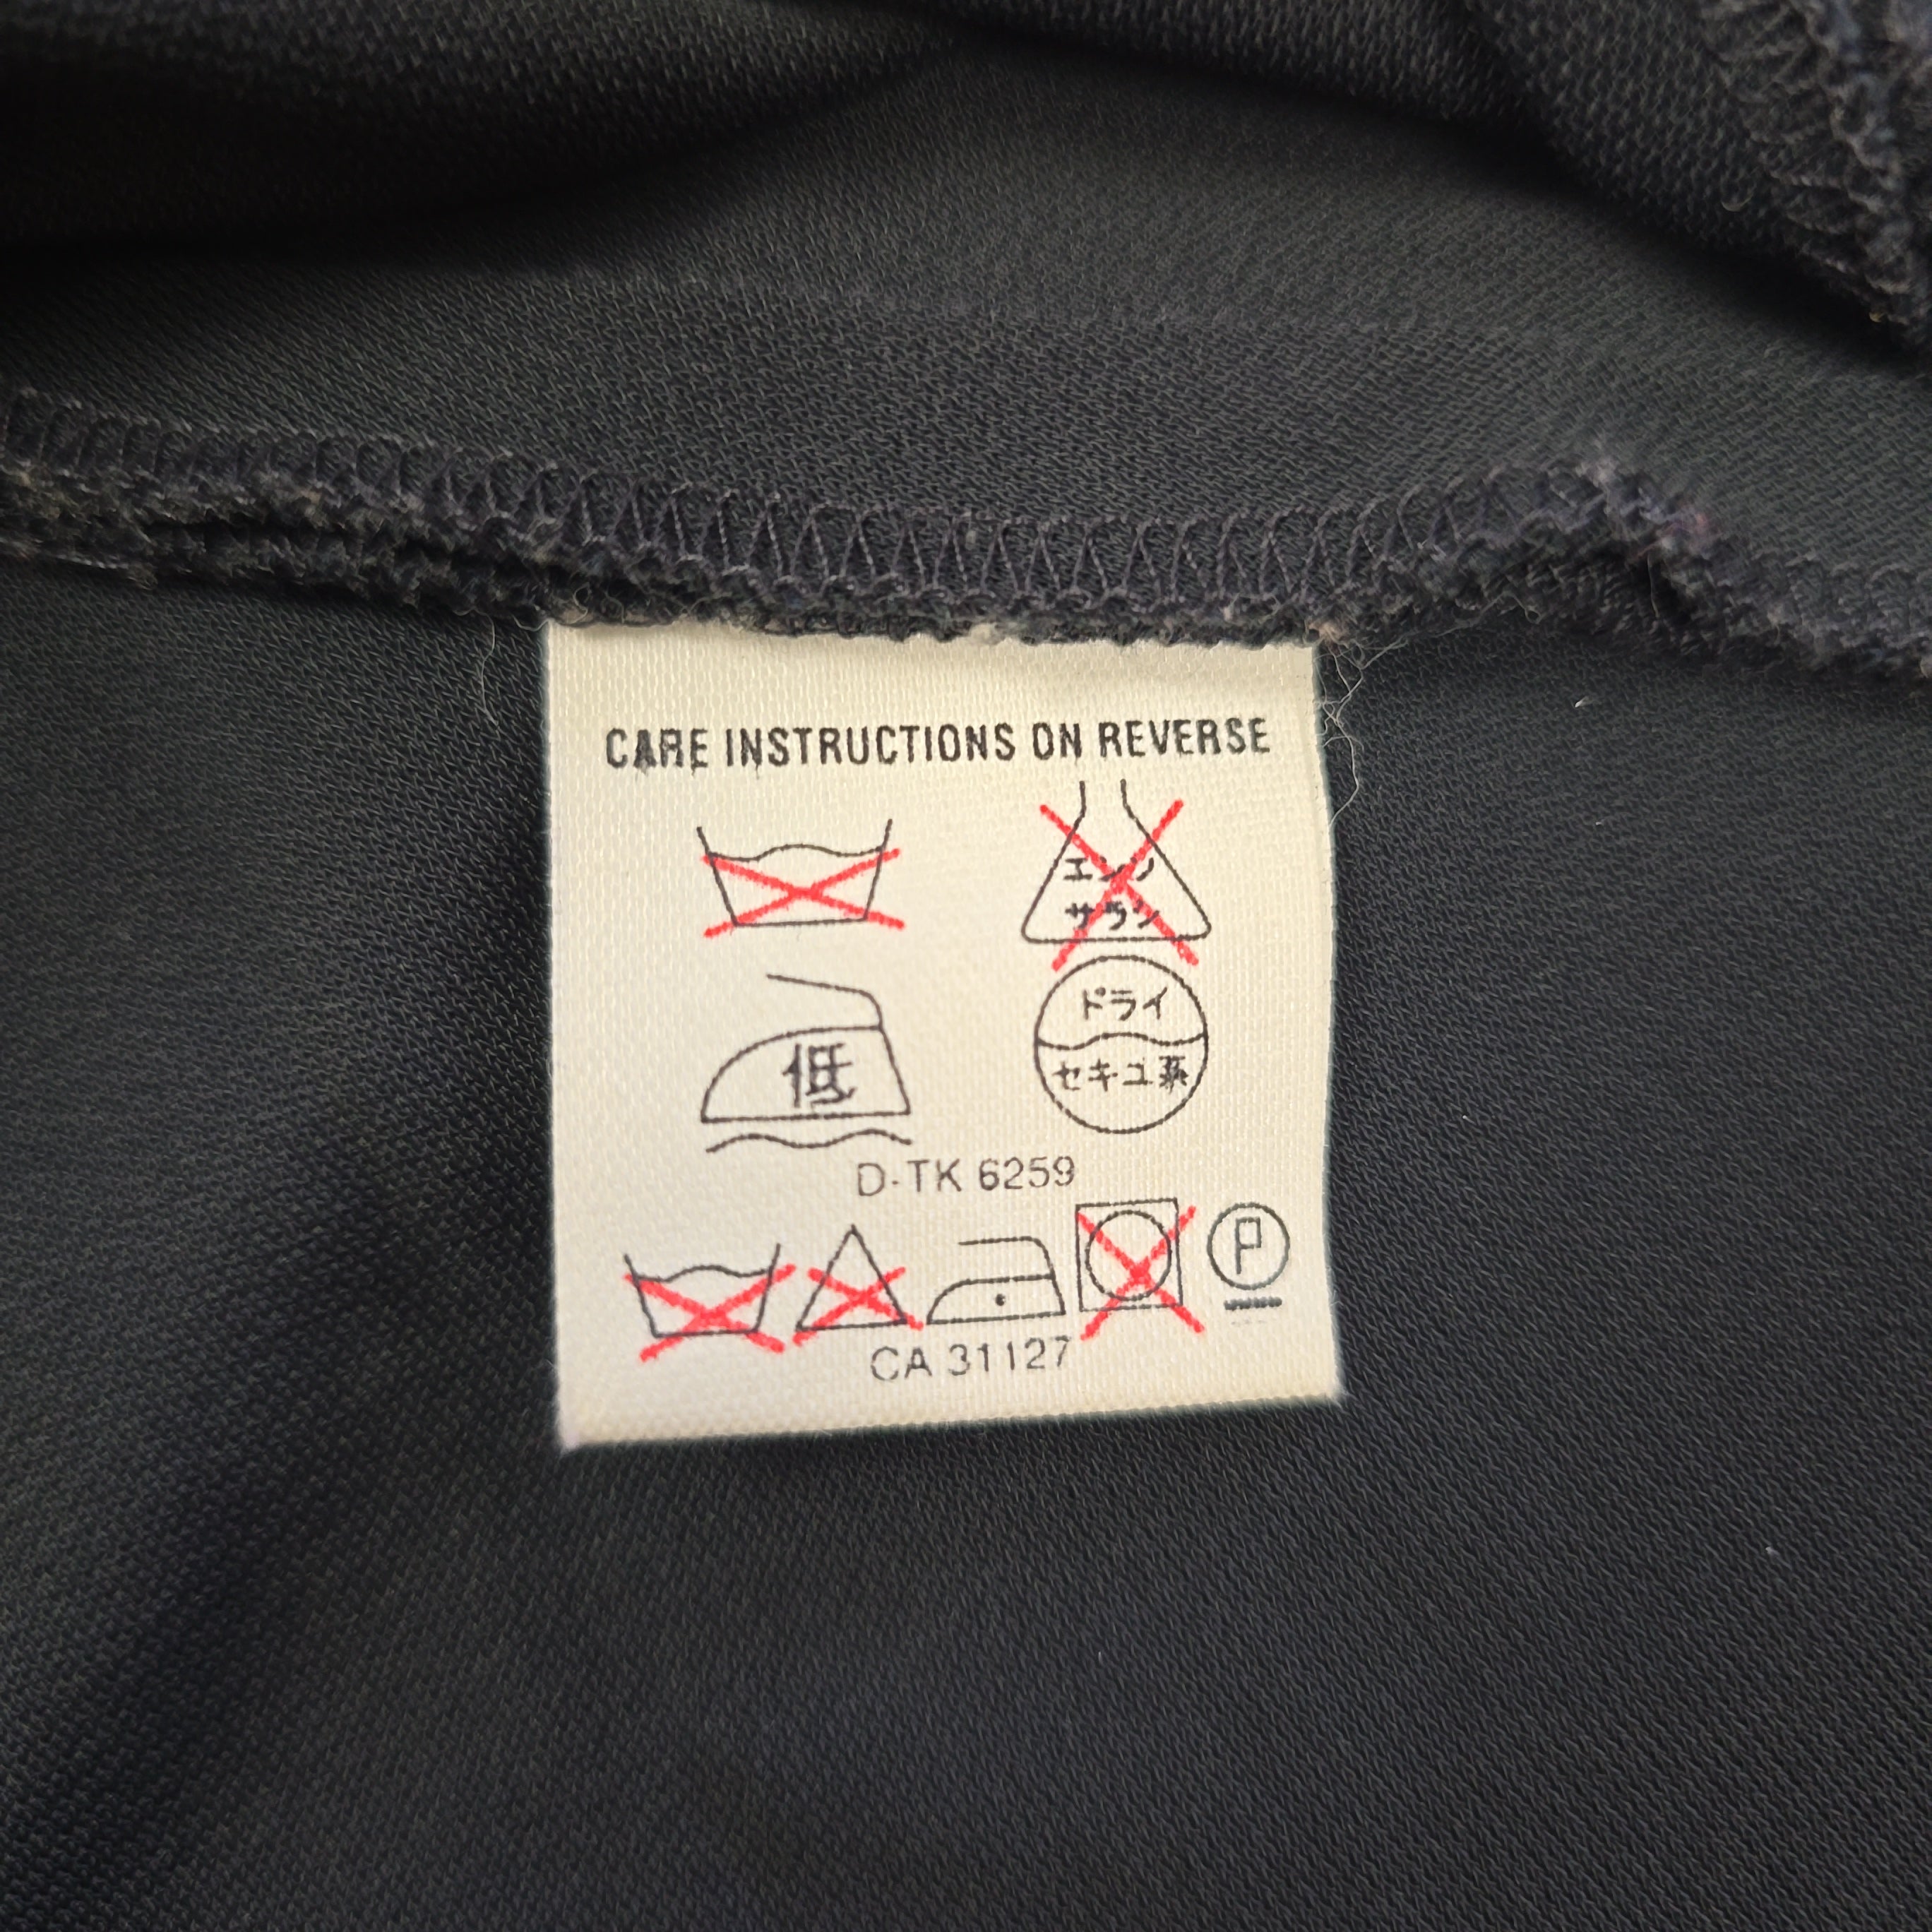 CARE INSTRUCTIONS ON REVERSE
エンソ
サラシ
ドライ
低
セキユ系
D-TK 6259
P
CA 31127